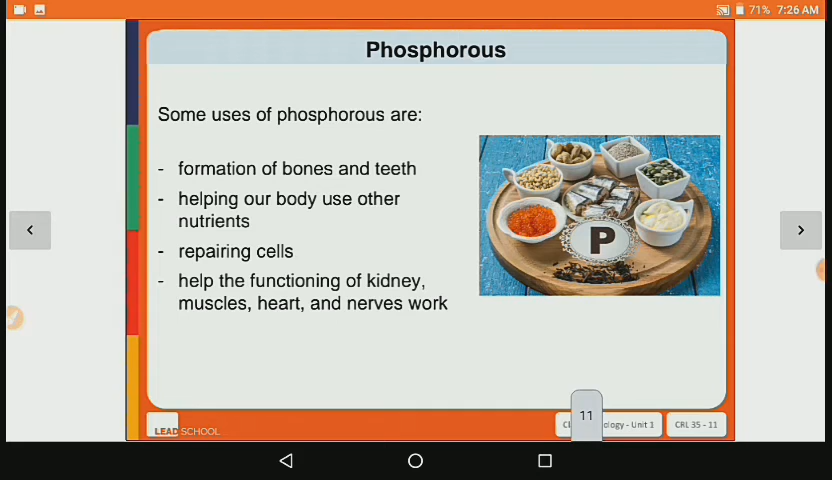 71% 7:26 AM
Phosphorous
Some uses of phosphorous are:
- formation of bones and teeth
- helping our body use other
nutrients
- repairing cells
- help the functioning of kidney,
muscles, heart, and nerves work
P
LEAD SCHOOL
11
- Unit 1
CRL 35 - 11